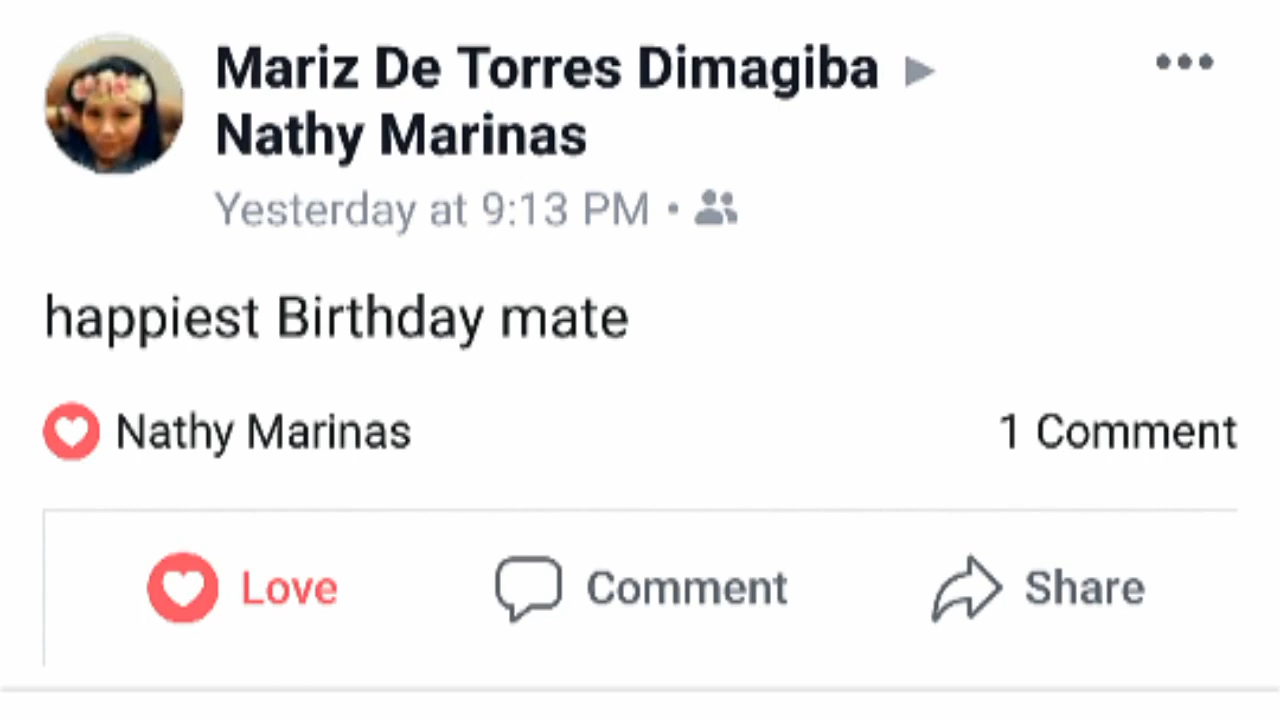 Mariz De Torres Dimagiba ▶
Nathy Marinas
Yesterday at 9:13 PM •
happiest Birthday mate
Nathy Marinas
1 Comment
Love
Comment
Share